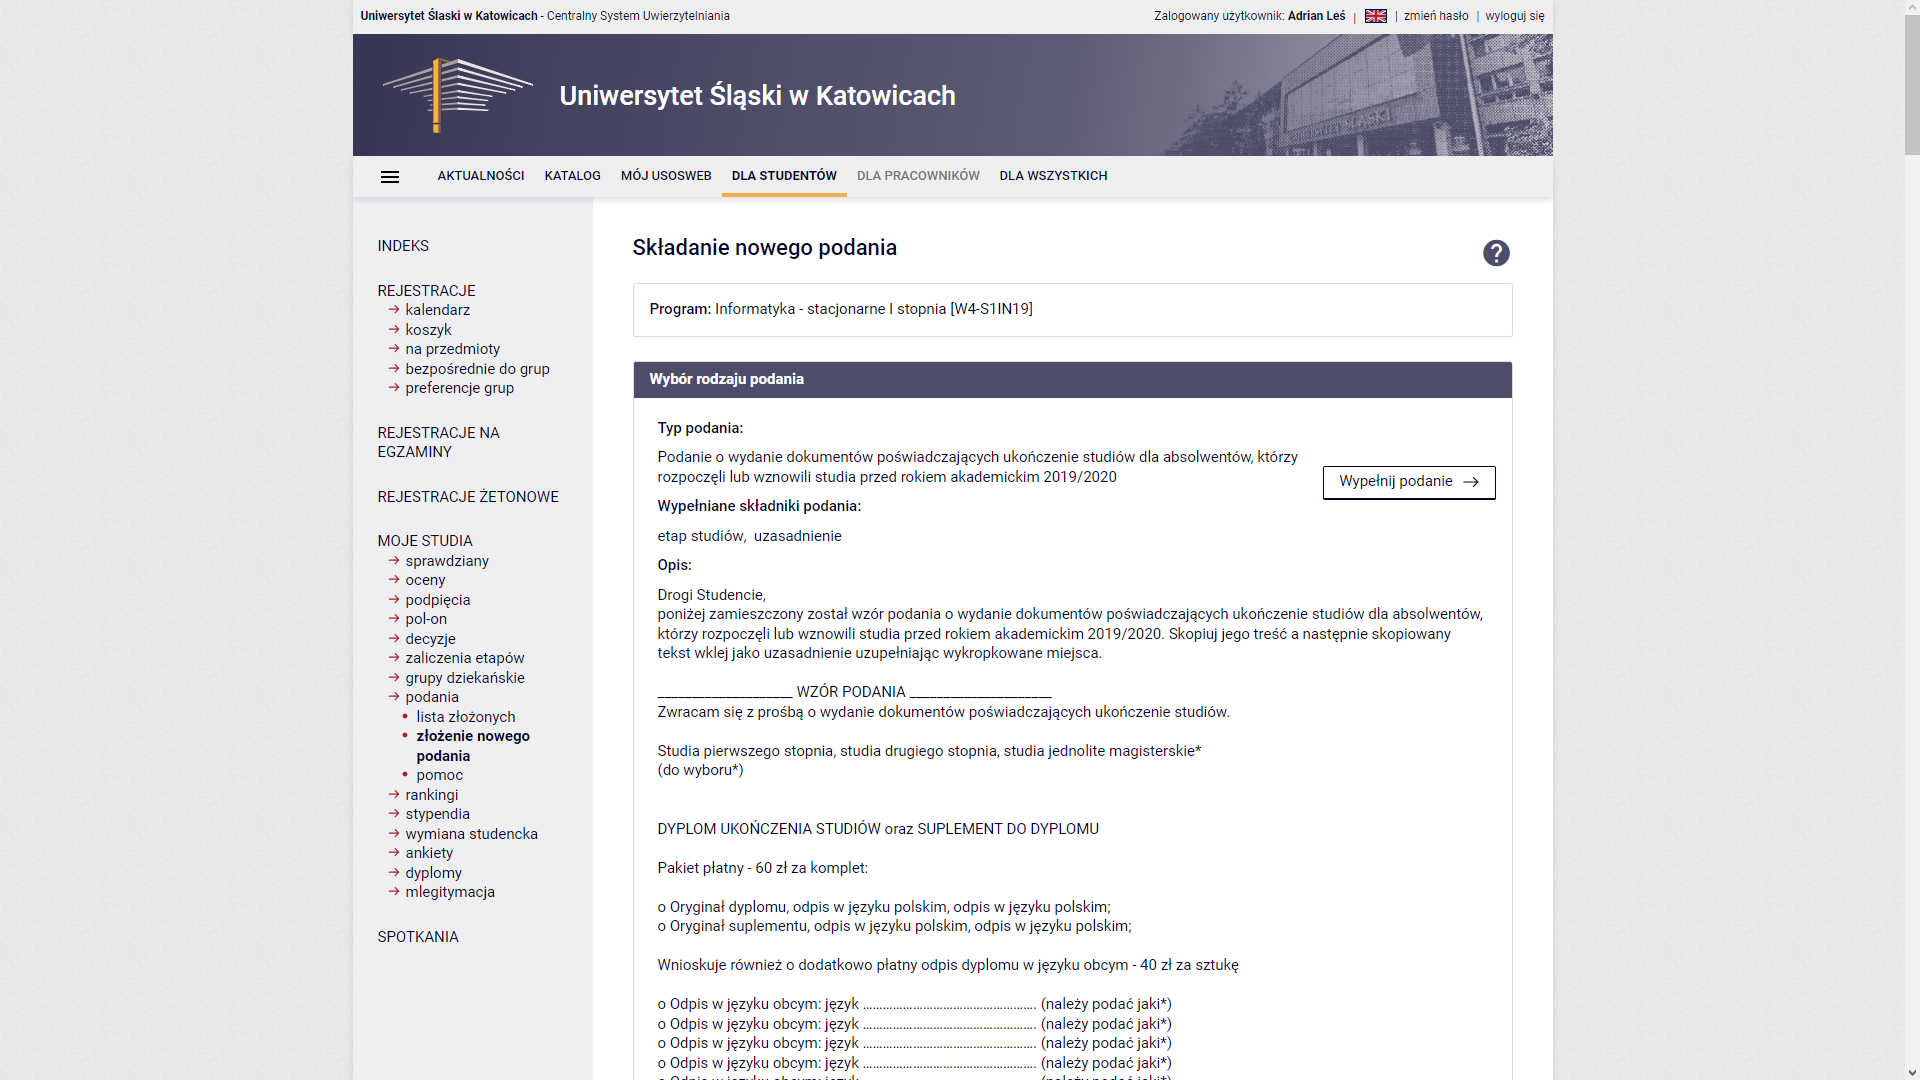 Uniwersytet Ślaski w Katowicach - Centralny System Uwierzytelniania
Zalogowany użytkownik: Adrian Leś | | zmień hasło | wyloguj się
Uniwersytet Śląski w Katowicach
AKTUALNOŚCI KATALOG MÓJ USOSWEB DLA STUDENTÓW DLA PRACOWNIKÓW DLA WSZYSTKICH
INDEKS
REJESTRACJE
kalendarz
koszyk
na przedmioty
bezpośrednie do grup
preferencje grup
REJESTRACJE NA
EGZAMINY
REJESTRACJE ŻETONOWE
MOJE STUDIA
sprawdziany
oceny
podpięcia
pol-on
decyzje
zaliczenia etapów
grupy dziekańskie
podania
lista złożonych
złożenie nowego
podania
pomoc
rankingi
stypendia
wymiana studencka
ankiety
dyplomy
mlegitymacja
SPOTKANIA
Składanie nowego podania
?
Program: Informatyka - stacjonarne I stopnia [W4-S1IN19]
Wybór rodzaju podania
Typ podania:
Podanie o wydanie dokumentów poświadczających ukończenie studiów dla absolwentów, którzy
rozpoczęli lub wznowili studia przed rokiem akademickim 2019/2020
Wypełnij podanie →
Wypełniane składniki podania:
etap studiów, uzasadnienie
Opis:
Drogi Studencie,
poniżej zamieszczony został wzór podania o wydanie dokumentów poświadczających ukończenie studiów dla absolwentów,
którzy rozpoczęli lub wznowili studia przed rokiem akademickim 2019/2020. Skopiuj jego treść a następnie skopiowany
tekst wklej jako uzasadnienie uzupełniając wykropkowane miejsca.
____________________ WZÓR PODANIA _____________________
Zwracam się z prośbą o wydanie dokumentów poświadczających ukończenie studiów.
Studia pierwszego stopnia, studia drugiego stopnia, studia jednolite magisterskie*
(do wyboru*)
DYPLOM UKOŃCZENIA STUDIÓW oraz SUPLEMENT DO DYPLOMU
Pakiet płatny - 60 zł za komplet:
o Oryginał dyplomu, odpis w języku polskim, odpis w języku polskim;
o Oryginał suplementu, odpis w języku polskim, odpis w języku polskim;
Wnioskuje również o dodatkowo płatny odpis dyplomu w języku obcym - 40 zł za sztukę
o Odpis w języku obcym: język ……………………………………………. (należy podać jaki*)
o Odpis w języku obcym: język ……………………………………………. (należy podać jaki*)
o Odpis w języku obcym: język ……………………………………………. (należy podać jaki*)
o Odpis w języku obcym: język ……………………………………………. (należy podać jaki*)
o Odpis w języku obcym: język ……………………………………………. (należy podać jaki*)